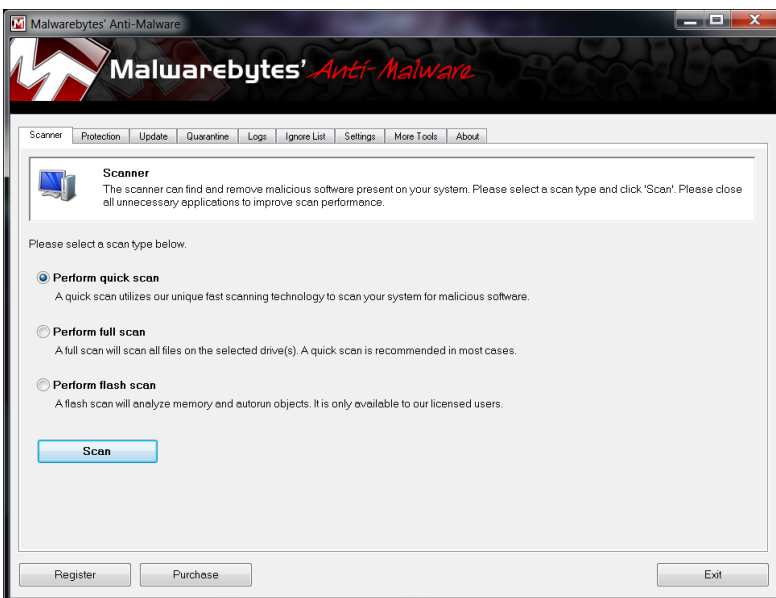 Malwarebytes' Anti-Malware
Malwarebytes' Anti-Malware
Scanner
Protection
Update
Quarantine
Logs
Ignore List
Settings
More Tools
About
Scanner
The scanner can find and remove malicious software present on your system. Please select a scan type and click 'Scan'. Please close
all unnecessary applications to improve scan performance.
Please select a scan type below.
Perform quick scan
A quick scan utilizes our unique fast scanning technology to scan your system for malicious software.
Perform full scan
A full scan will scan all files on the selected drive(s). A quick scan is recommended in most cases.
Perform flash scan
A flash scan will analyze memory and autorun objects. It is only available to our licensed users.
Scan
Register
Purchase
Exit